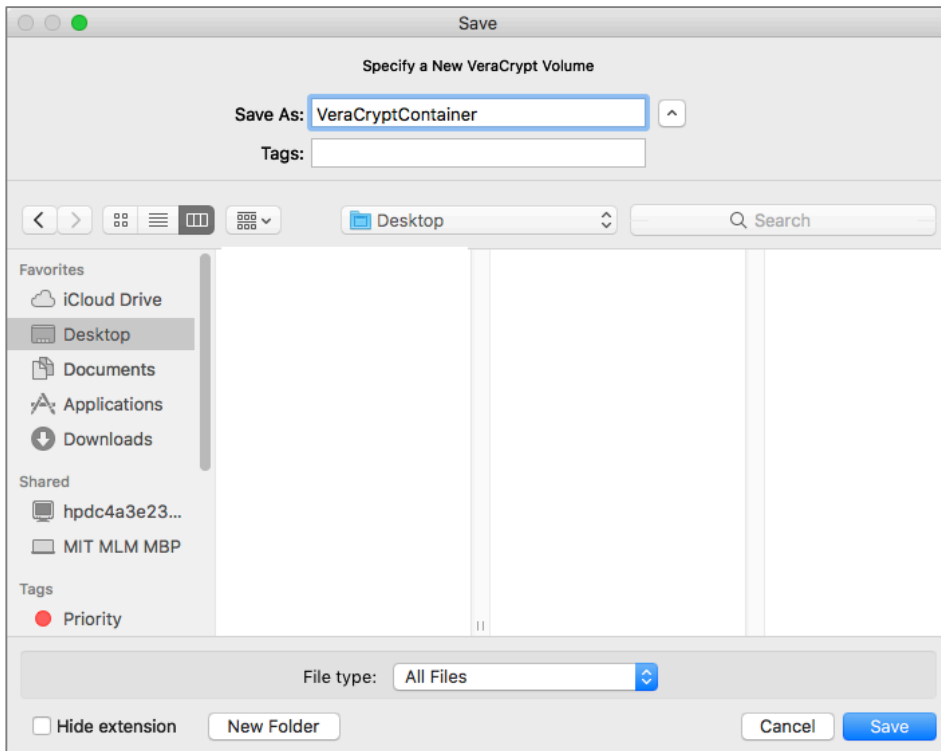 Save
Specify a New VeraCrypt Volume
Save As: VeraCryptContainer
Tags:
Desktop
Search
Favorites
iCloud Drive
Desktop
Documents
Applications
Downloads
Shared
hpdc4a3e23...
MIT MLM MBP
Tags
Priority
File type: All Files
Hide extension New Folder Cancel Save